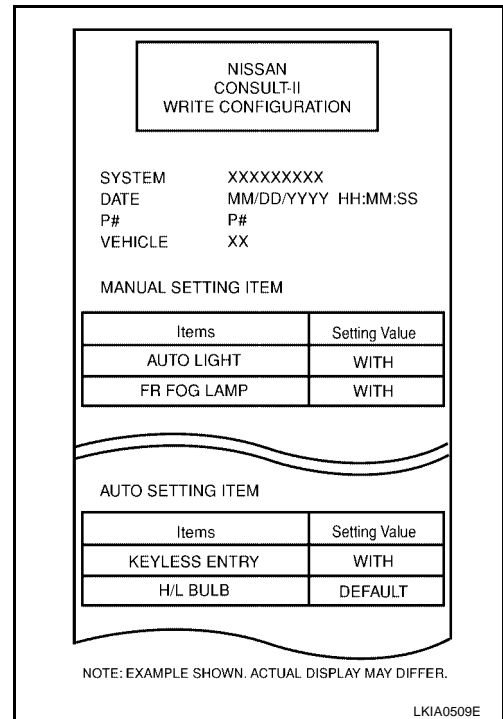 NISSAN
CONSULT-II
WRITE CONFIGURATION
SYSTEM XXXXXXXXX
DATE MM/DD/YYYY HH:MM:SS
P# P#
VEHICLE XX
MANUAL SETTING ITEM
Items Setting Value
AUTO LIGHT WITH
FR FOG LAMP WITH
AUTO SETTING ITEM
Items Setting Value
KEYLESS ENTRY WITH
H/L BULB DEFAULT
NOTE: EXAMPLE SHOWN. ACTUAL DISPLAY MAY DIFFER.
LKIA0509E